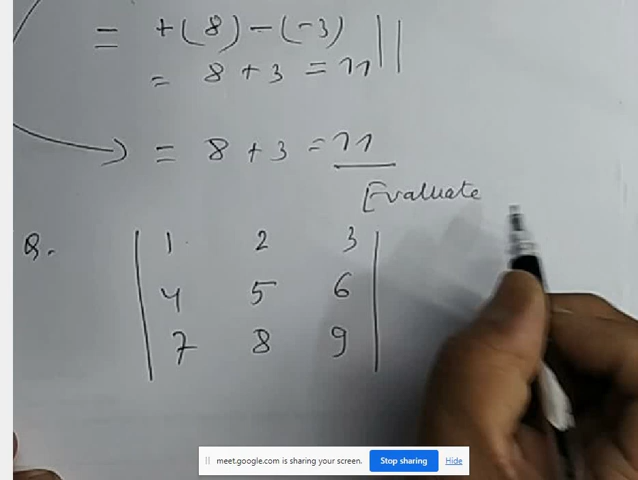 = +(8) - (-3)
= 8 + 3 = 11
= 8 + 3 = 11
Evaluate
Q. | 1 2 3 |
| 4 5 6 |
| 7 8 9 |
meet.google.com is sharing your screen. Stop sharing Hide